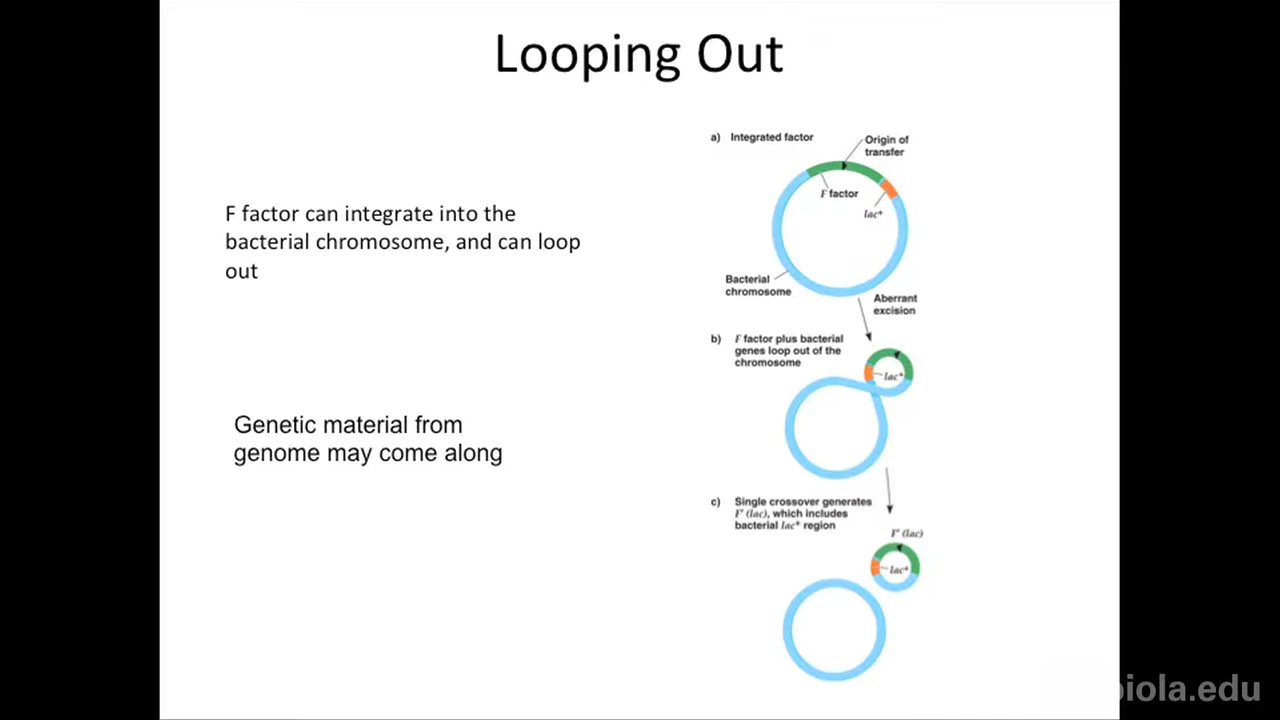 Looping Out
F factor can integrate into the
bacterial chromosome, and can loop
out
Genetic material from
genome may come along
a) Integrated factor
Origin of
transfer
F factor
lac+
Bacterial
chromosome
Aberrant
excision
b) F factor plus bacterial
genes loop out of the
chromosome
lac+
c) Single crossover generates
F' (lac), which includes
bacterial lac+ region
F' (lac)
lac+
biola.edu